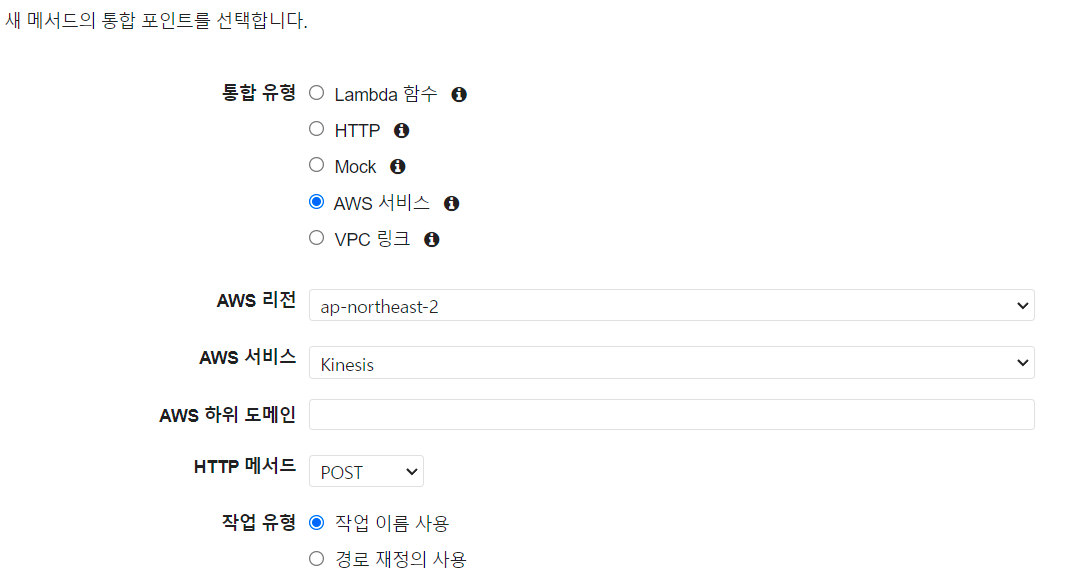 새 메서드의 통합 포인트를 선택합니다.
통합 유형 Lambda 함수
HTTP
Mock
AWS 서비스
VPC 링크
AWS 리전 ap-northeast-2
AWS 서비스 Kinesis
AWS 하위 도메인
HTTP 메서드 POST
작업 유형 작업 이름 사용
경로 재정의 사용